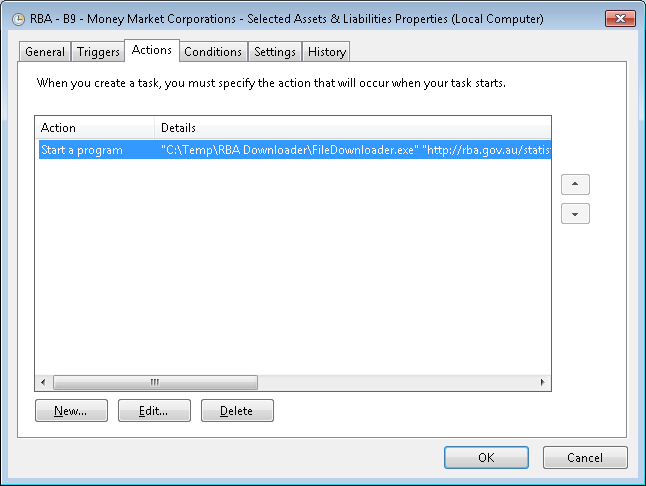 RBA - B9 - Money Market Corporations - Selected Assets & Liabilities Properties (Local Computer)
General Triggers Actions Conditions Settings History
When you create a task, you must specify the action that will occur when your task starts.
Action Details
Start a program "C:\Temp\RBA Downloader\FileDownloader.exe" "http://rba.gov.au/statist
New... Edit... Delete
OK Cancel